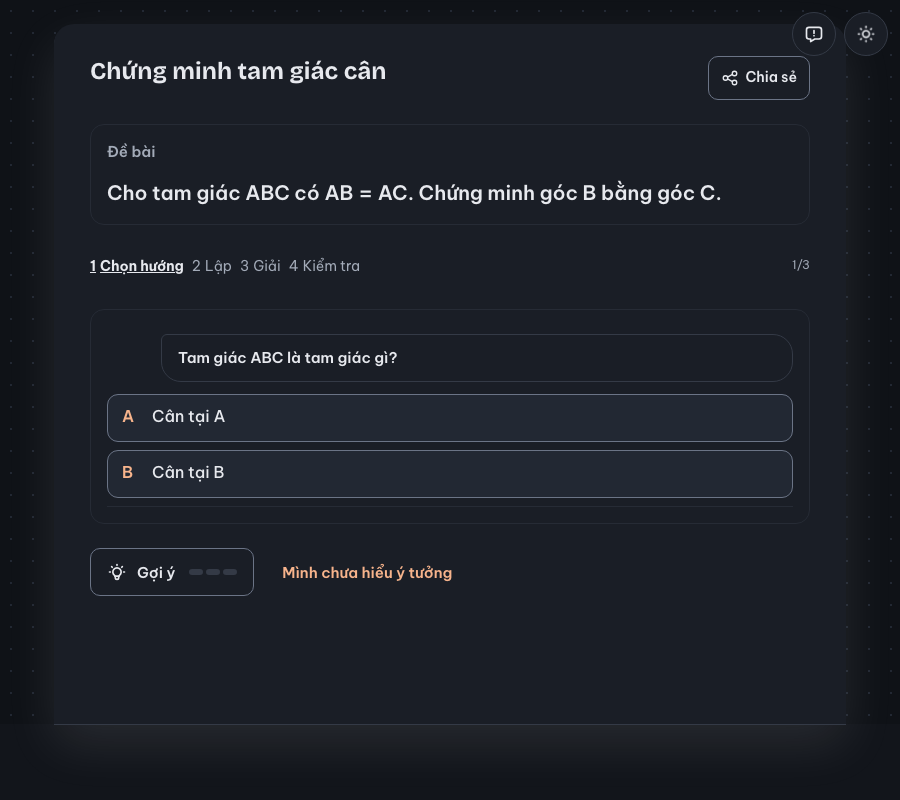 Chứng minh tam giác cân
Chia sẻ
Đề bài
Cho tam giác ABC có AB = AC. Chứng minh góc B bằng góc C.
1 Chọn hướng 2 Lập 3 Giải 4 Kiểm tra 1/3
Tam giác ABC là tam giác gì?
A Cân tại A
B Cân tại B
Gợi ý Mình chưa hiểu ý tưởng